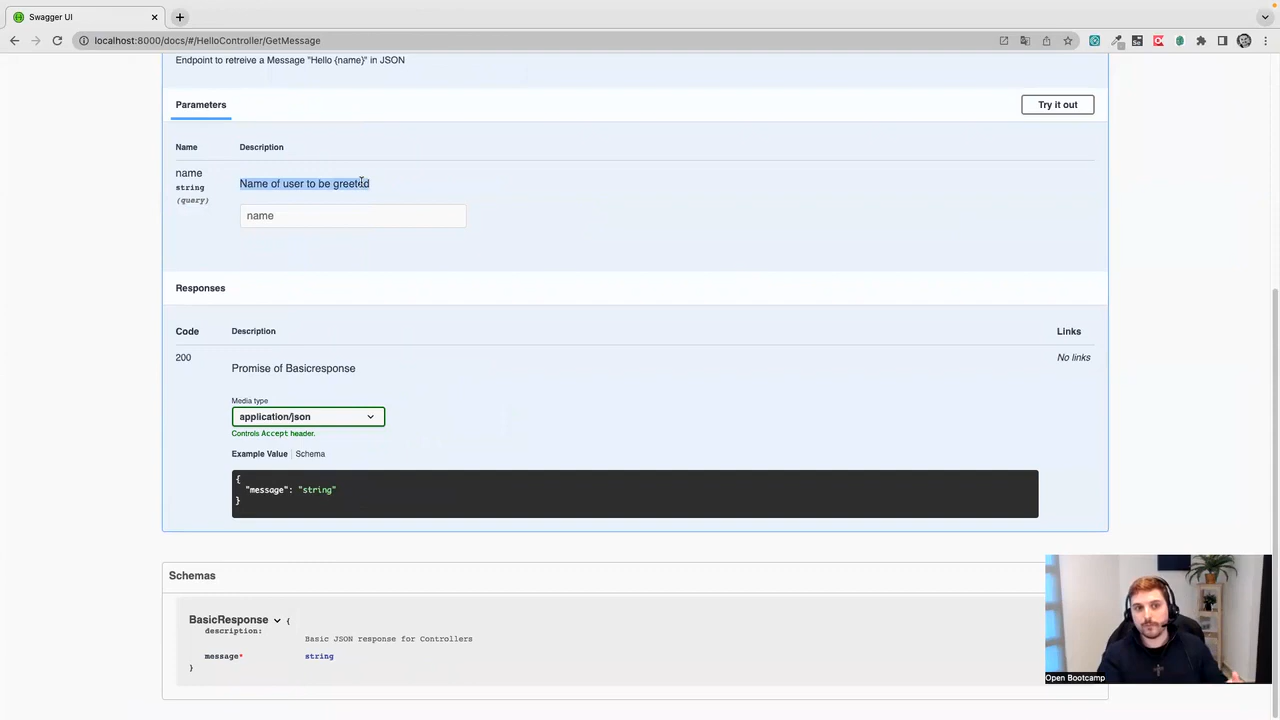 Swagger UI
localhost:8000/docs/#/HelloController/GetMessage
Endpoint to retreive a Message "Hello {name}" in JSON
Parameters
Try it out
Name
Description
name
string
(query)
Name of user to be greeted
name
Responses
Code
Description
Links
200
Promise of Basicresponse
No links
Media type
application/json
Controls Accept header.
Example Value
Schema
{
"message": "string"
}
Schemas
BasicResponse
{
description:
Basic JSON response for Controllers
message*
string
}
Open Bootcamp